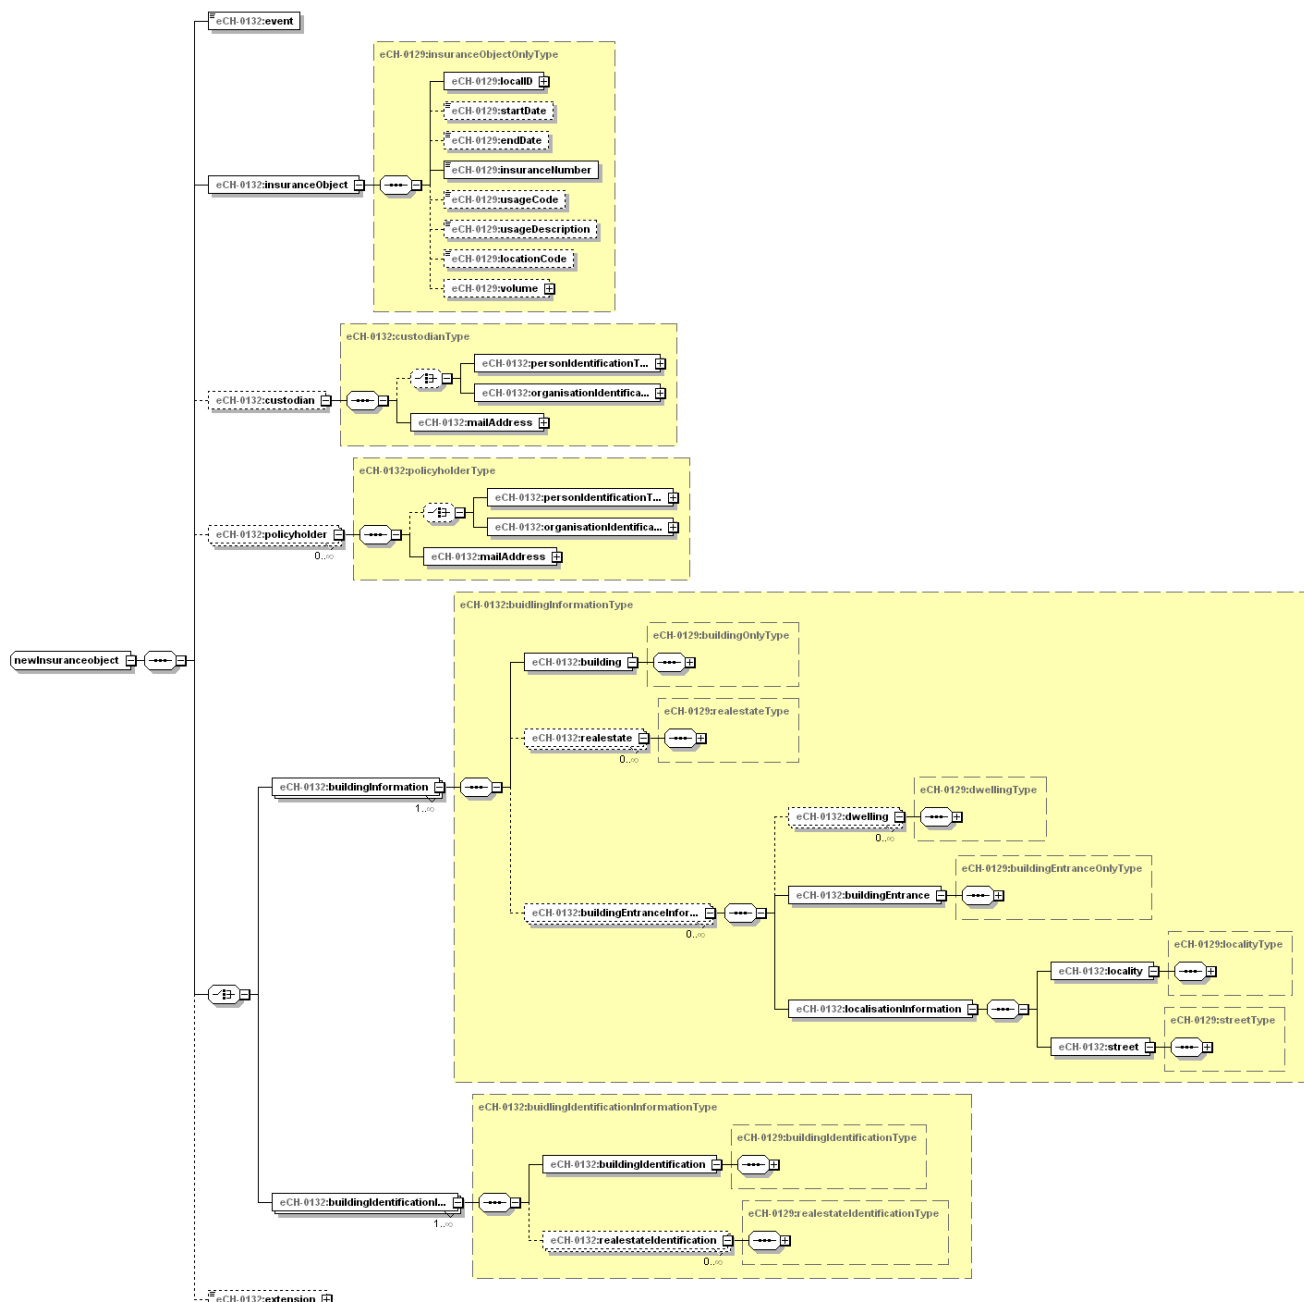 eCH-0132:event
eCH-0129:insuranceObjectOnlyType
eCH-0129:localID
eCH-0129:startDate
eCH-0129:endDate
eCH-0129:insuranceNumber
eCH-0132:insuranceObject
eCH-0129:usageCode
eCH-0129:usageDescription
eCH-0129:locationCode
eCH-0129:volume
eCH-0132:custodianType
eCH-0132:personIdentificationT...
eCH-0132:organisationIdentifica...
eCH-0132:custodian
eCH-0132:mailAddress
eCH-0132:policyholderType
eCH-0132:personIdentificationT...
eCH-0132:organisationIdentifica...
eCH-0132:policyholder
0..∞
eCH-0132:mailAddress
eCH-0132:buidlingInformationType
eCH-0129:buildingOnlyType
newInsuranceobject
eCH-0132:building
eCH-0129:realestateType
eCH-0132:realestate
0..∞
eCH-0132:buildingInformation
1..∞
eCH-0129:dwellingType
eCH-0132:dwelling
0..∞
eCH-0129:buildingEntranceOnlyType
eCH-0132:buildingEntrance
eCH-0132:buildingEntranceInfor...
0..∞
eCH-0129:localityType
eCH-0132:locality
eCH-0132:localisationInformation
eCH-0129:streetType
eCH-0132:street
eCH-0132:buidlingIdentificationInformationType
eCH-0129:buildingIdentificationType
eCH-0132:buildingIdentification
eCH-0132:buildingIdentificationI...
1..∞
eCH-0129:realestateIdentificationType
eCH-0132:realestateIdentification
0..∞
eCH-0132:extension